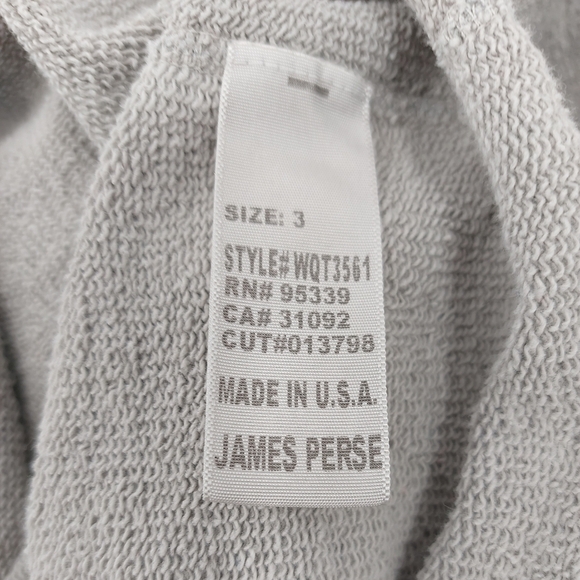 SIZE: 3
STYLE# WQT3561
RN# 95339
CA# 31092
CUT#013798
MADE IN U.S.A.
JAMES PERSE